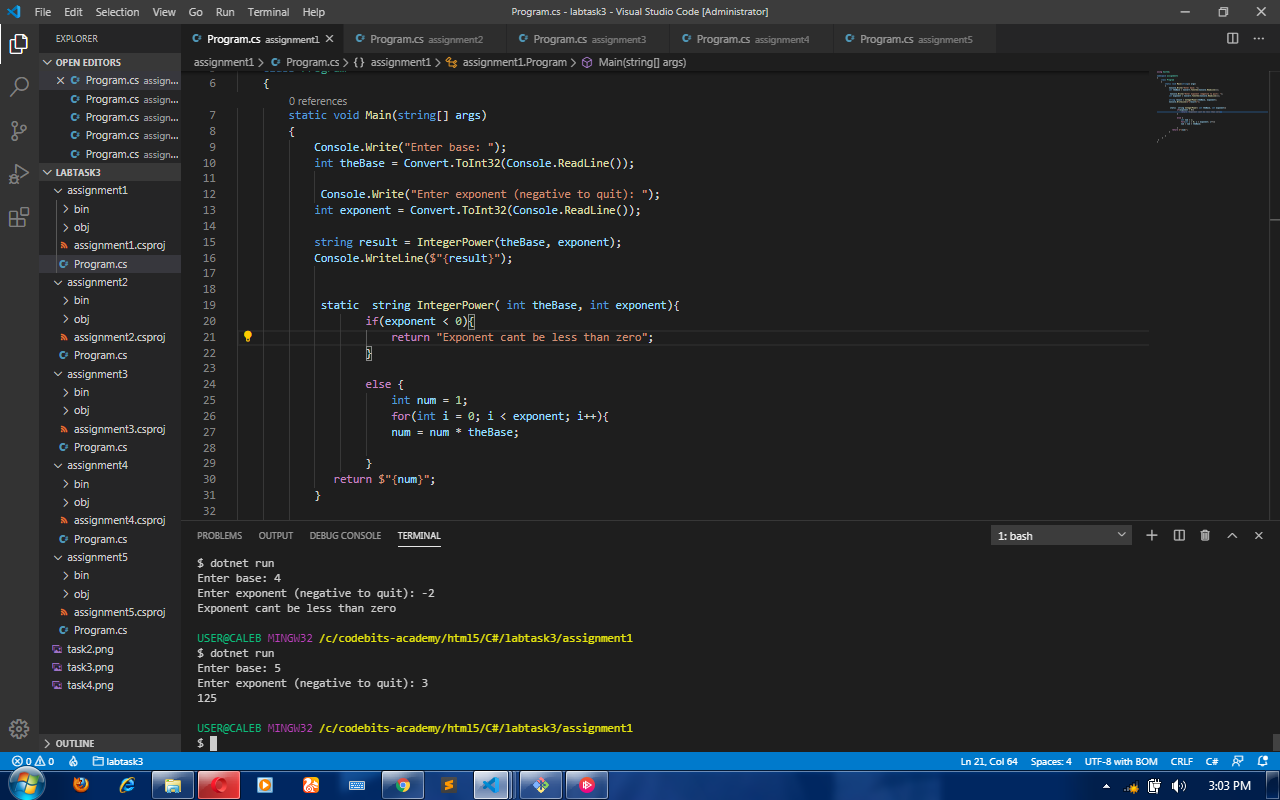 File Edit Selection View Go Run Terminal Help
Program.cs - labtask3 - Visual Studio Code [Administrator]
EXPLORER
Program.cs assignment1
Program.cs assignment2
Program.cs assignment3
Program.cs assignment4
Program.cs assignment5
OPEN EDITORS
Program.cs assign...
Program.cs assign...
Program.cs assign...
Program.cs assign...
Program.cs assign...
LABTASK3
assignment1
bin
obj
assignment1.csproj
Program.cs
assignment2
bin
obj
assignment2.csproj
Program.cs
assignment3
bin
obj
assignment3.csproj
Program.cs
assignment4
bin
obj
assignment4.csproj
Program.cs
assignment5
bin
obj
assignment5.csproj
Program.cs
task2.png
task3.png
task4.png
OUTLINE
assignment1 > Program.cs > {} assignment1 > assignment1.Program > Main(string[] args)
6 {
0 references
7 static void Main(string[] args)
8 {
9 Console.Write("Enter base: ");
10 int theBase = Convert.ToInt32(Console.ReadLine());
11
12 Console.Write("Enter exponent (negative to quit): ");
13 int exponent = Convert.ToInt32(Console.ReadLine());
14
15 string result = IntegerPower(theBase, exponent);
16 Console.WriteLine($"{result}");
17
18
19 static  string IntegerPower( int theBase, int exponent){
20 if(exponent < 0){
21 return "Exponent cant be less than zero";
22 }
23
24 else {
25 int num = 1;
26 for(int i = 0; i < exponent; i++){
27 num = num * theBase;
28
29 }
30 return $"{num}";
31 }
32
PROBLEMS OUTPUT DEBUG CONSOLE TERMINAL
1: bash
$ dotnet run
Enter base: 4
Enter exponent (negative to quit): -2
Exponent cant be less than zero
USER@CALEB MINGW32 /c/codebits-academy/html5/C#/labtask3/assignment1
$ dotnet run
Enter base: 5
Enter exponent (negative to quit): 3
125
USER@CALEB MINGW32 /c/codebits-academy/html5/C#/labtask3/assignment1
$
0 0 labtask3
Ln 21, Col 64 Spaces: 4 UTF-8 with BOM CRLF C#
3:03 PM